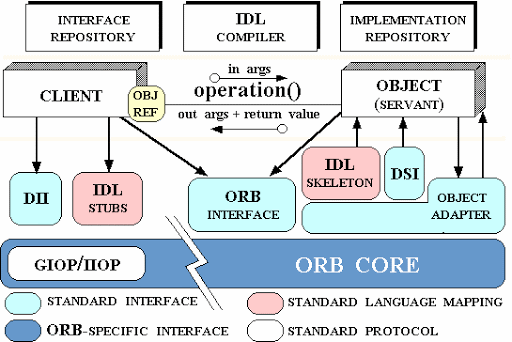 INTERFACE
REPOSITORY
IDL
COMPILER
IMPLEMENTATION
REPOSITORY
in args
operation()
out args + return value
CLIENT
OBJ
REF
OBJECT
(SERVANT)
DII
IDL
STUBS
ORB
INTERFACE
IDL
SKELETON
DSI
OBJECT
ADAPTER
GIOP/IIOP
ORB CORE
STANDARD INTERFACE
STANDARD LANGUAGE MAPPING
ORB-SPECIFIC INTERFACE
STANDARD PROTOCOL